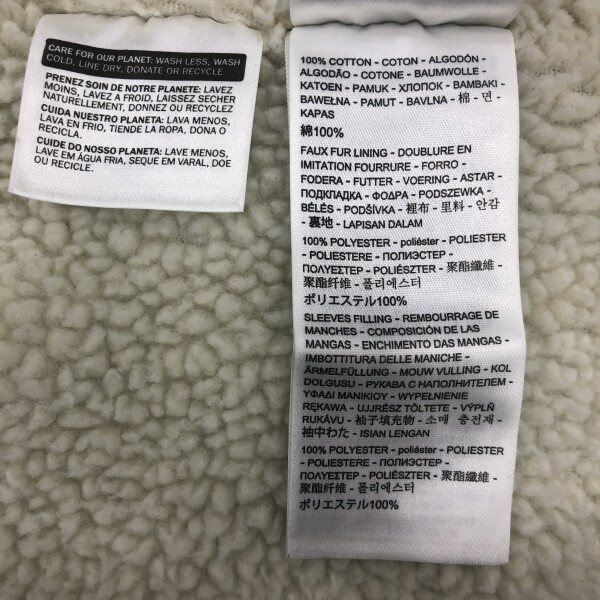 CARE FOR OUR PLANET: WASH LESS, WASH
COLD, LINE DRY, DONATE OR RECYCLE
PRENEZ SOIN DE NOTRE PLANETE: LAVEZ
MOINS, LAVEZ A FROID, LAISSEZ SECHER
NATURELLEMENT, DONNEZ OU RECYCLEZ
CUIDA NUESTRO PLANETA: LAVA MENOS,
LAVA EN FRIO, TIENDE LA ROPA, DONA O
RECICLA.
CUIDE DO NOSSO PLANETA: LAVE MENOS,
LAVE EM ÁGUA FRIA, SEQUE EM VARAL, DOE
OU RECICLE.
100% COTTON - COTON - ALGODÓN -
ALGODÃO - COTONE - BAUMWOLLE -
KATOEN - PAMUK - ХЛОПОК - BAMBAKI -
BAWEŁNA - PAMUT - BAVLNA - 棉 - 면 -
KAPAS
綿100%
FAUX FUR LINING - DOUBLURE EN
IMITATION FOURRURE - FORRO -
FODERA - FUTTER - VOERING - ASTAR -
ПОДКЛАДКА - ΦΟΔΡΑ - PODSZEWKA -
BÉLÉS - PODŠÍVKA - 裡布 - 里料 - 안감
- 裏地 - LAPISAN DALAM
100% POLYESTER - poliéster - POLIESTER
- POLIESTERE - ПОЛИЭСТЕР -
ΠΟΛΥΕΣΤΕΡ - POLIÉSZTER - 聚酯纖維 -
聚酯纤维 - 폴리에스터
ポリエステル100%
SLEEVES FILLING - REMBOURRAGE DE
MANCHES - COMPOSICIÓN DE LAS
MANGAS - ENCHIMENTO DAS MANGAS -
IMBOTTITURA DELLE MANICHE -
ÄRMELFÜLLUNG - MOUW VULLING - KOL
DOLGUSU - РУКАВА С НАПОЛНИТЕЛЕМ -
ΥΦΑΔΙ ΜΑΝΙΚΙΟΥ - WYPEŁNIENIE
RĘKAWA - UJJRÉSZ TÖLTETE - VÝPLŇ
RUKÁVU - 袖子填充物 - 소매 충전재 -
袖中わた - ISIAN LENGAN
100% POLYESTER - poliéster - POLIESTER
- POLIESTERE - ПОЛИЭСТЕР -
ΠΟΛΥΕΣΤΕΡ - POLIÉSZTER - 聚酯纖維 -
聚酯纤维 - 폴리에스터
ポリエステル100%